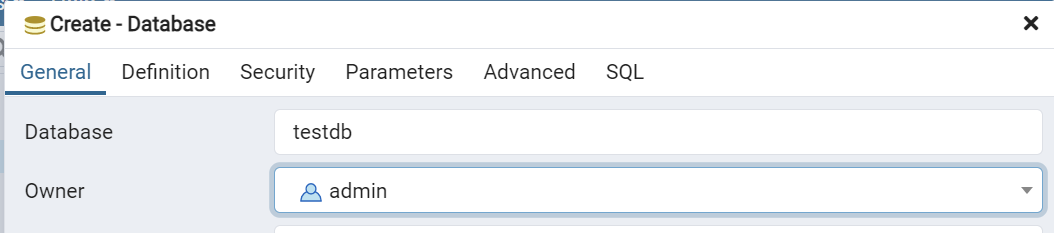 Create - Database
General Definition Security Parameters Advanced SQL
Database testdb
Owner admin